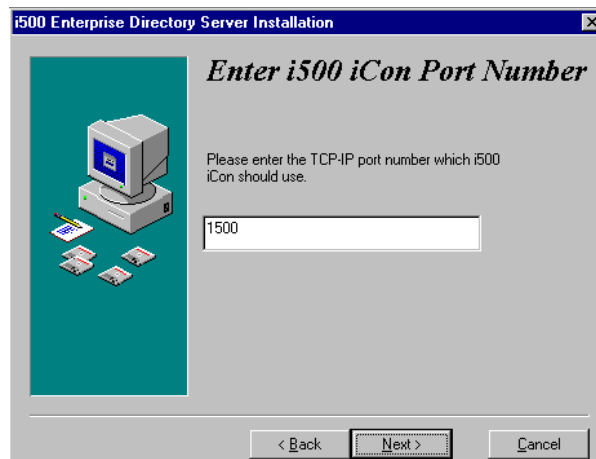 i500 Enterprise Directory Server Installation
Enter i500 iCon Port Number
Please enter the TCP-IP port number which i500
iCon should use.
1500
< Back
Next >
Cancel